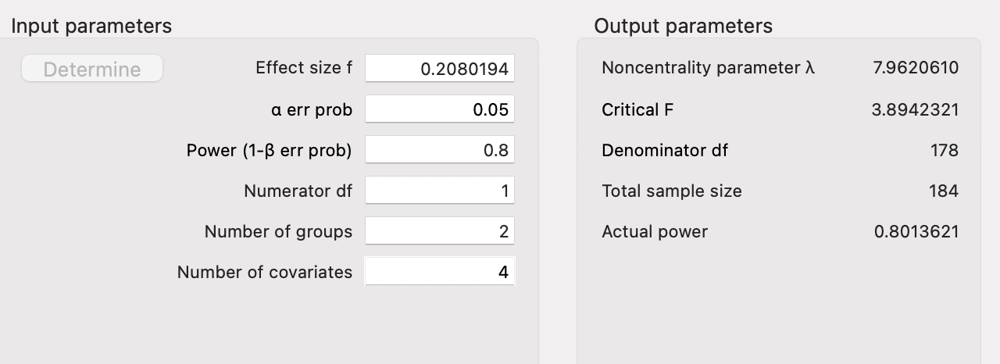 Input parameters
Determine
Effect size f 0.2080194
α err prob 0.05
Power (1-β err prob) 0.8
Numerator df 1
Number of groups 2
Number of covariates 4
Output parameters
Noncentrality parameter λ 7.9620610
Critical F 3.8942321
Denominator df 178
Total sample size 184
Actual power 0.8013621